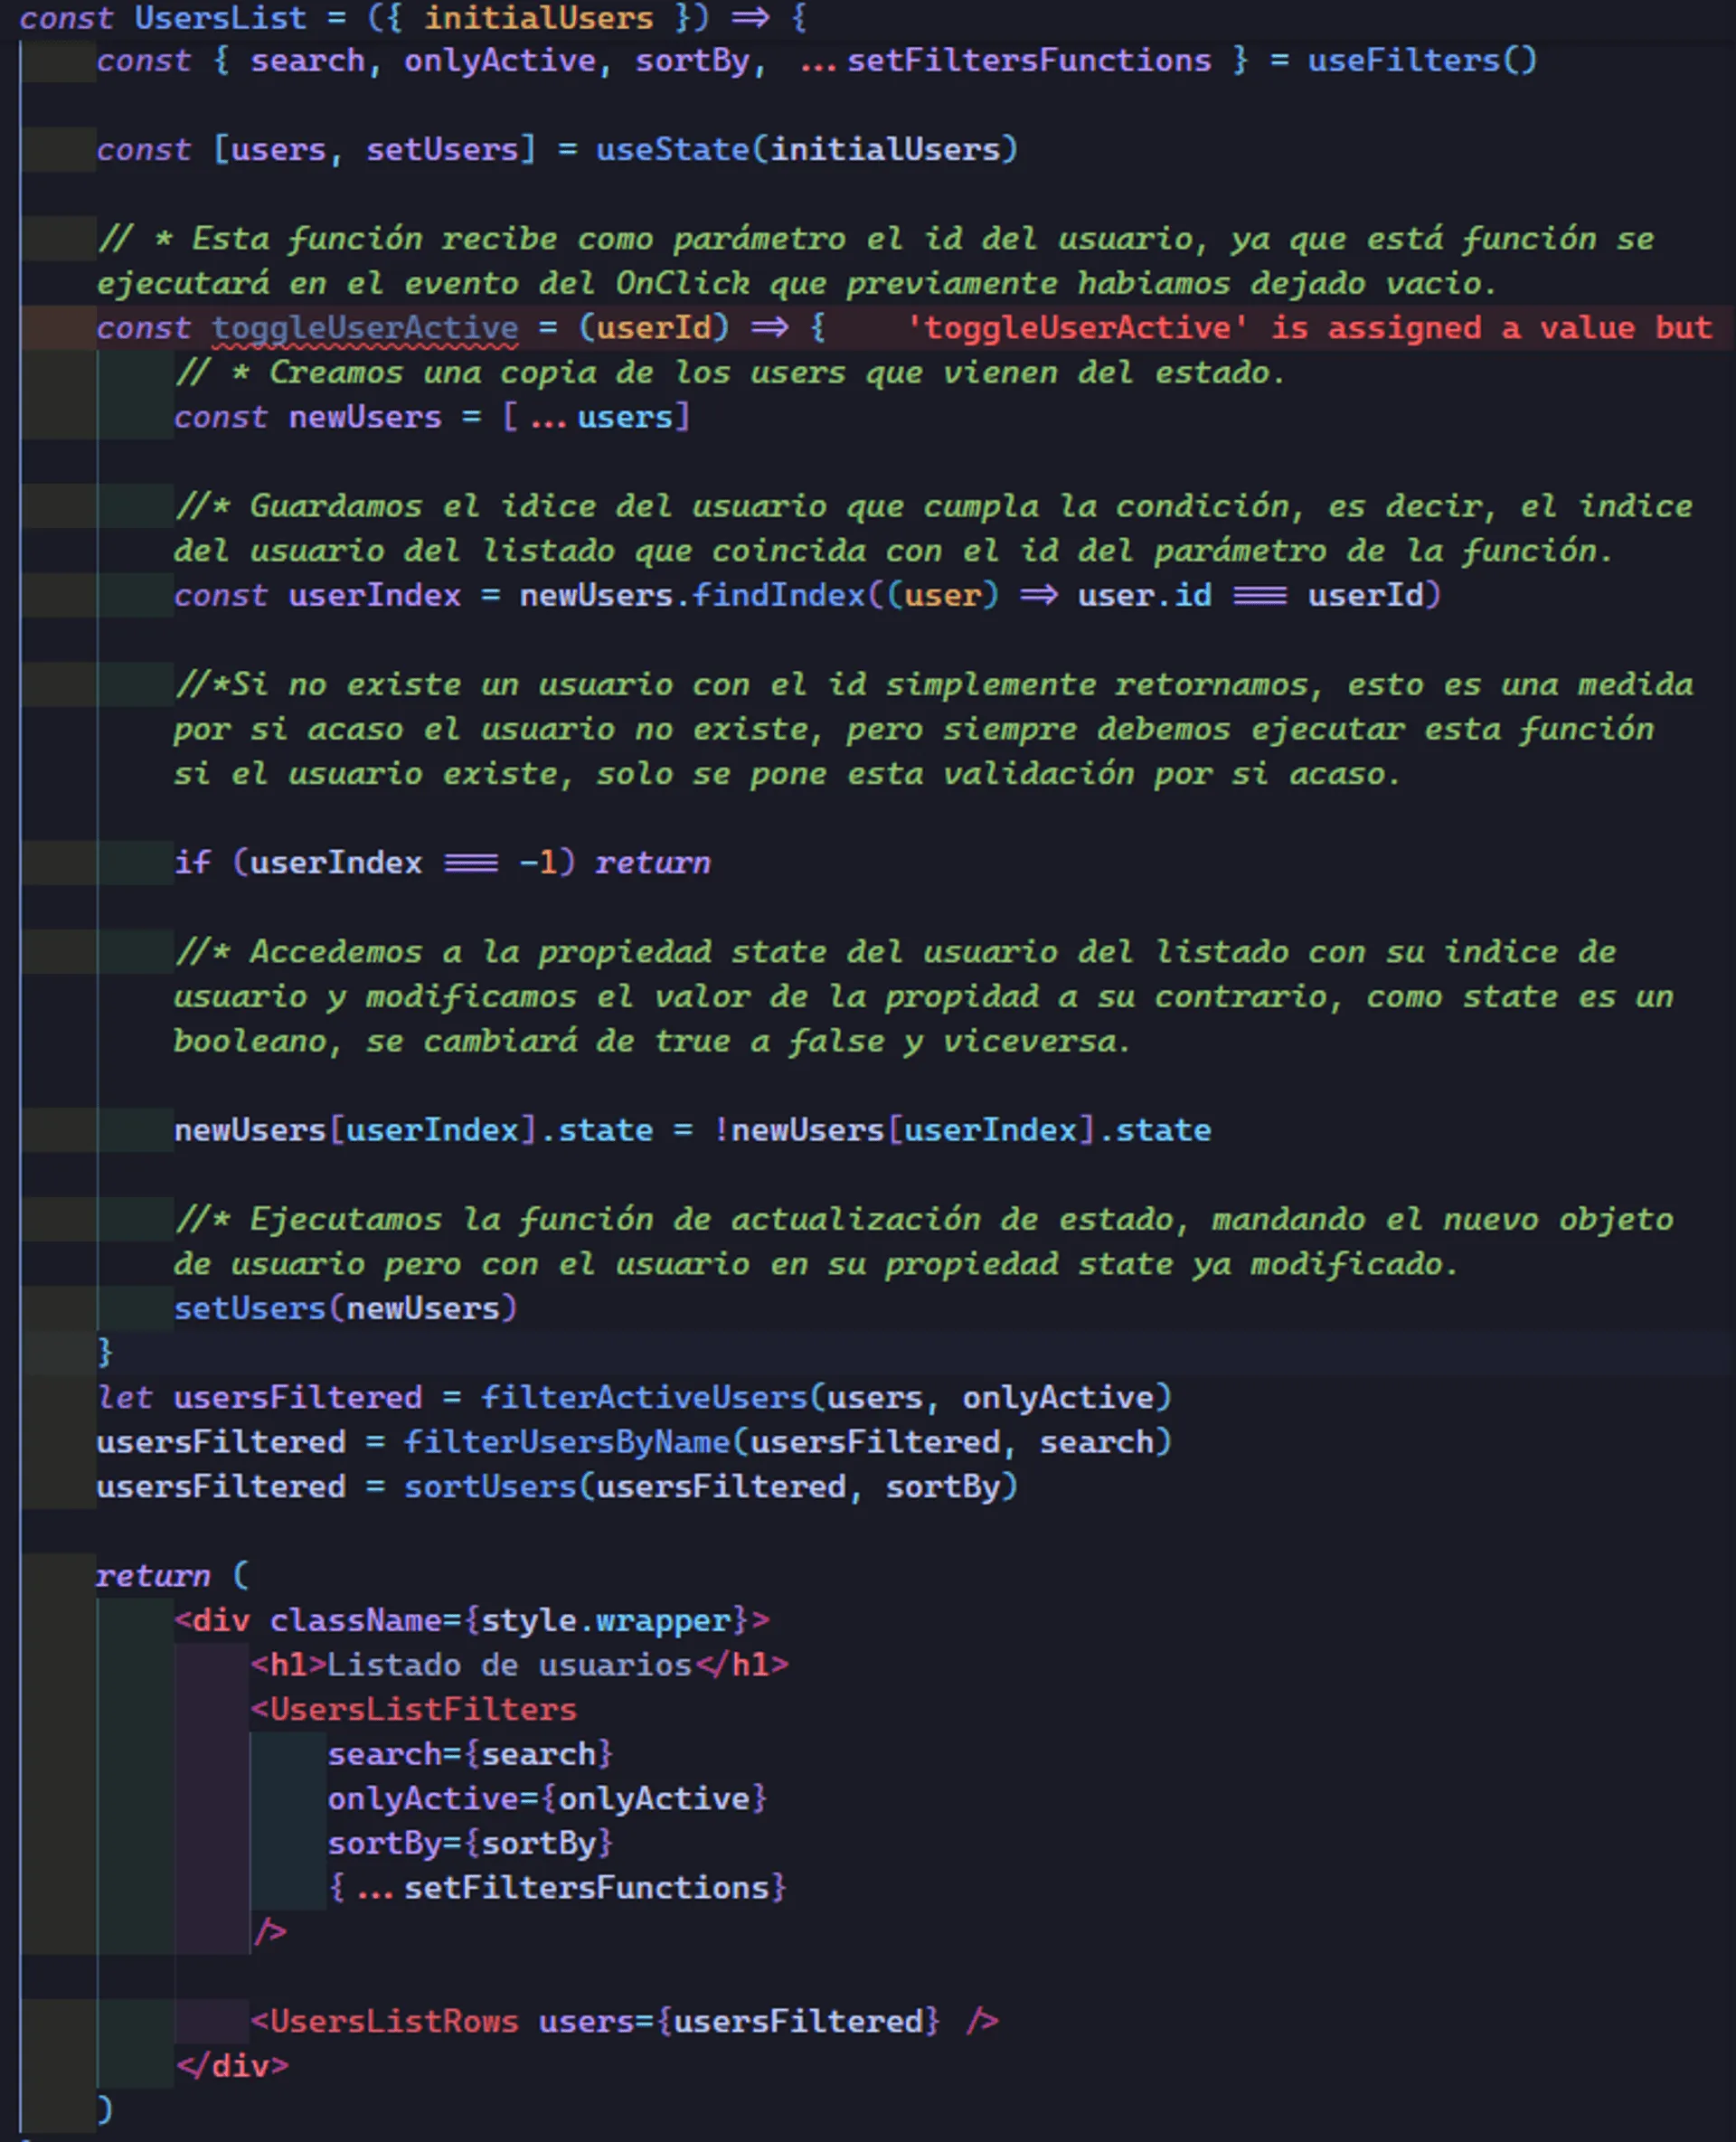 const UsersList = ({ initialUsers }) => {
const { search, onlyActive, sortBy, ...setFiltersFunctions } = useFilters()
const [users, setUsers] = useState(initialUsers)
// * Esta función recibe como parámetro el id del usuario, ya que está función se
ejecutará en el evento del OnClick que previamente habiamos dejado vacio.
const toggleUserActive = (userId) => { 'toggleUserActive' is assigned a value but
// * Creamos una copia de los users que vienen del estado.
const newUsers = [...users]
//* Guardamos el idice del usuario que cumpla la condición, es decir, el indice
del usuario del listado que coincida con el id del parámetro de la función.
const userIndex = newUsers.findIndex((user) => user.id === userId)
//*Si no existe un usuario con el id simplemente retornamos, esto es una medida
por si acaso el usuario no existe, pero siempre debemos ejecutar esta función
si el usuario existe, solo se pone esta validación por si acaso.
if (userIndex === -1) return
//* Accedemos a la propiedad state del usuario del listado con su indice de
usuario y modificamos el valor de la propidad a su contrario, como state es un
booleano, se cambiará de true a false y viceversa.
newUsers[userIndex].state = !newUsers[userIndex].state
//* Ejecutamos la función de actualización de estado, mandando el nuevo objeto
de usuario pero con el usuario en su propiedad state ya modificado.
setUsers(newUsers)
}
let usersFiltered = filterActiveUsers(users, onlyActive)
usersFiltered = filterUsersByName(usersFiltered, search)
usersFiltered = sortUsers(usersFiltered, sortBy)
return (
<div className={style.wrapper}>
<h1>Listado de usuarios</h1>
<UsersListFilters
search={search}
onlyActive={onlyActive}
sortBy={sortBy}
{...setFiltersFunctions}
/>
<UsersListRows users={usersFiltered} />
</div>
)